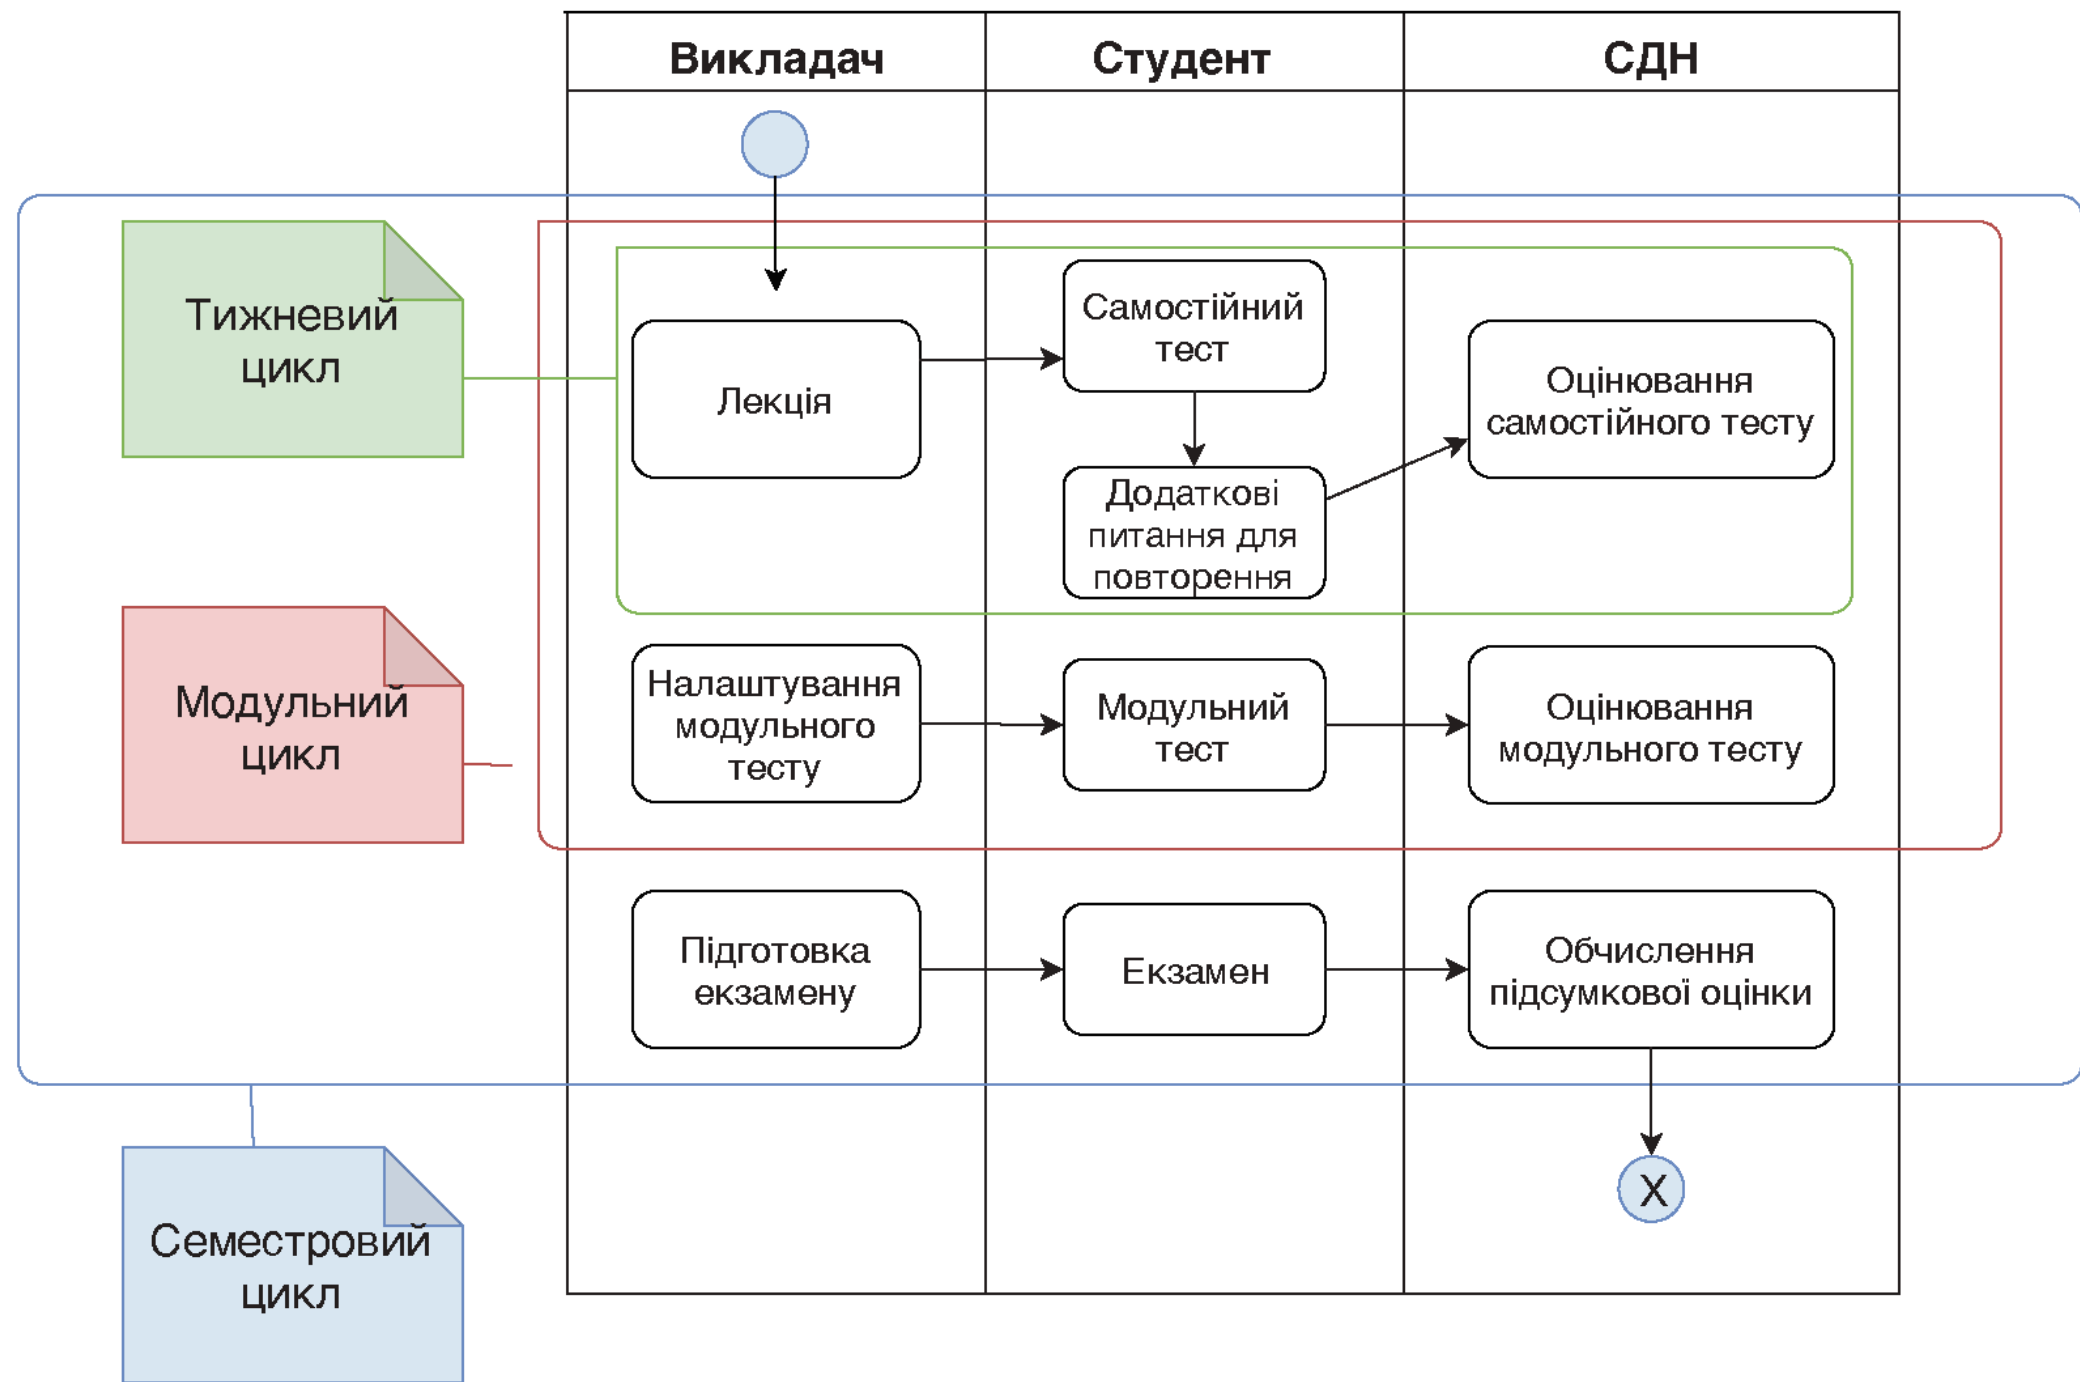 Викладач
Студент
СДН
Тижневий
цикл
Лекція
Самостійний
тест
Додаткові
питання для
повторення
Оцінювання
самостійного тесту
Модульний
цикл
Налаштування
модульного
тесту
Модульний
тест
Оцінювання
модульного тесту
Підготовка
екзамену
Екзамен
Обчислення
підсумкової оцінки
X
Семестровий
цикл